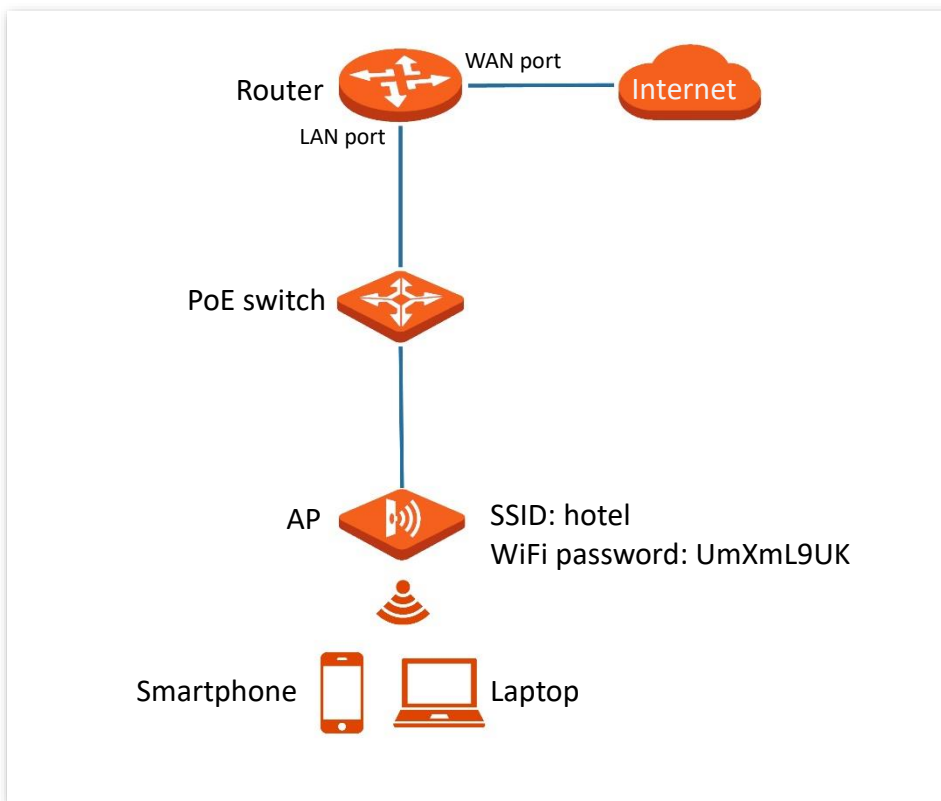 WAN port
Router
Internet
LAN port
PoE switch
AP
SSID: hotel
WiFi password: UmXmL9UK
Smartphone
Laptop